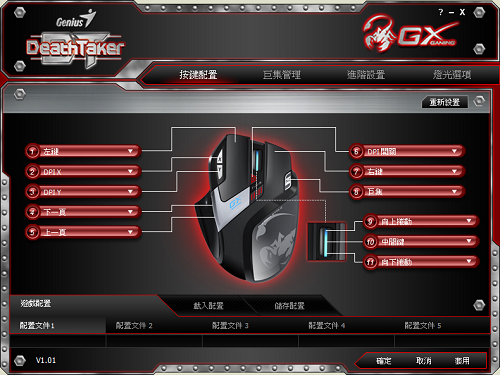 Genius
DeathTaker
? – X
GX
GAMING
按鍵配置 巨集管理 進階設置 燈光選項
重新設置
1 左鍵
2 DPI X
3 DPI Y
4 下一頁
5 上一頁
6 DPI 開關
7 右鍵
8 巨集
9 向上捲動
10 中間鍵
11 向下捲動
遊戲配置 載入配置 儲存配置
配置文件1 配置文件 2 配置文件 3 配置文件 4 配置文件 5
V1.01 確定 取消 套用